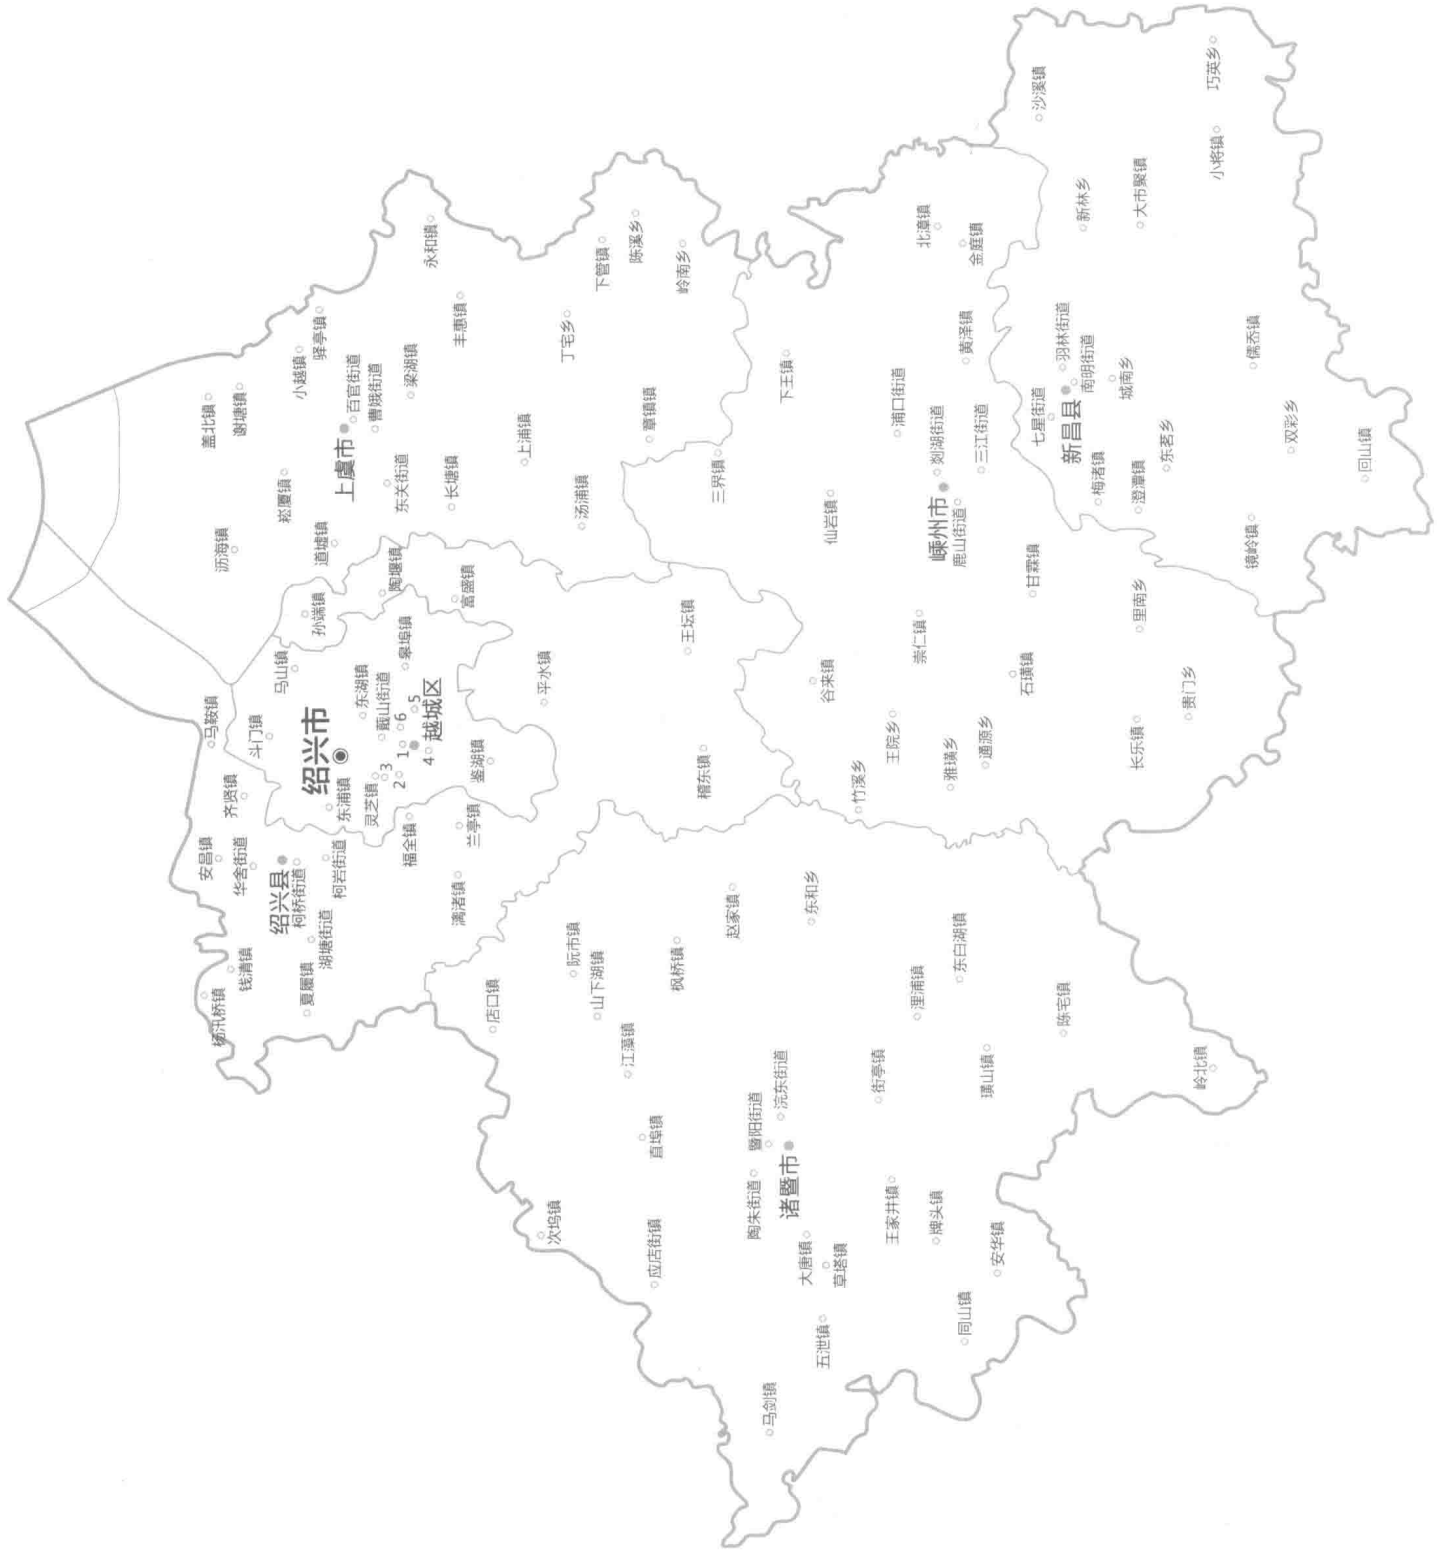 绍兴市
越城区
绍兴县
上虞市
诸暨市
嵊州市
新昌县
马鞍镇
斗门镇
马山镇
孙端镇
齐贤镇
安昌镇
华舍街道
柯桥街道
柯岩街道
湖塘街道
钱清镇
杨汛桥镇
夏履镇
东浦镇
灵芝镇
东湖镇
蕺山街道
皋埠镇
陶堰镇
富盛镇
鉴湖镇
福全镇
兰亭镇
漓渚镇
平水镇
王坛镇
稽东镇
1
2
3
4
5
6
沥海镇
盖北镇
谢塘镇
崧厦镇
小越镇
驿亭镇
百官街道
曹娥街道
道墟镇
东关街道
梁湖镇
长塘镇
永和镇
丰惠镇
上浦镇
汤浦镇
丁宅乡
下管镇
陈溪乡
岭南乡
章镇镇
三界镇
下王镇
仙岩镇
浦口街道
剡湖街道
三江街道
鹿山街道
黄泽镇
北漳镇
金庭镇
崇仁镇
谷来镇
王院乡
竹溪乡
雅璜乡
通源乡
石璜镇
甘霖镇
长乐镇
里南乡
贵门乡
沙溪镇
巧英乡
小将镇
新林乡
大市聚镇
羽林街道
南明街道
七星街道
城南乡
梅渚镇
澄潭镇
东茗乡
儒岙镇
双彩乡
回山镇
镜岭镇
店口镇
阮市镇
山下湖镇
江藻镇
枫桥镇
赵家镇
东和乡
直埠镇
次坞镇
应店街镇
暨阳街道
浣东街道
陶朱街道
大唐镇
草塔镇
五泄镇
马剑镇
街亭镇
浬浦镇
东白湖镇
璜山镇
陈宅镇
岭北镇
王家井镇
牌头镇
安华镇
同山镇